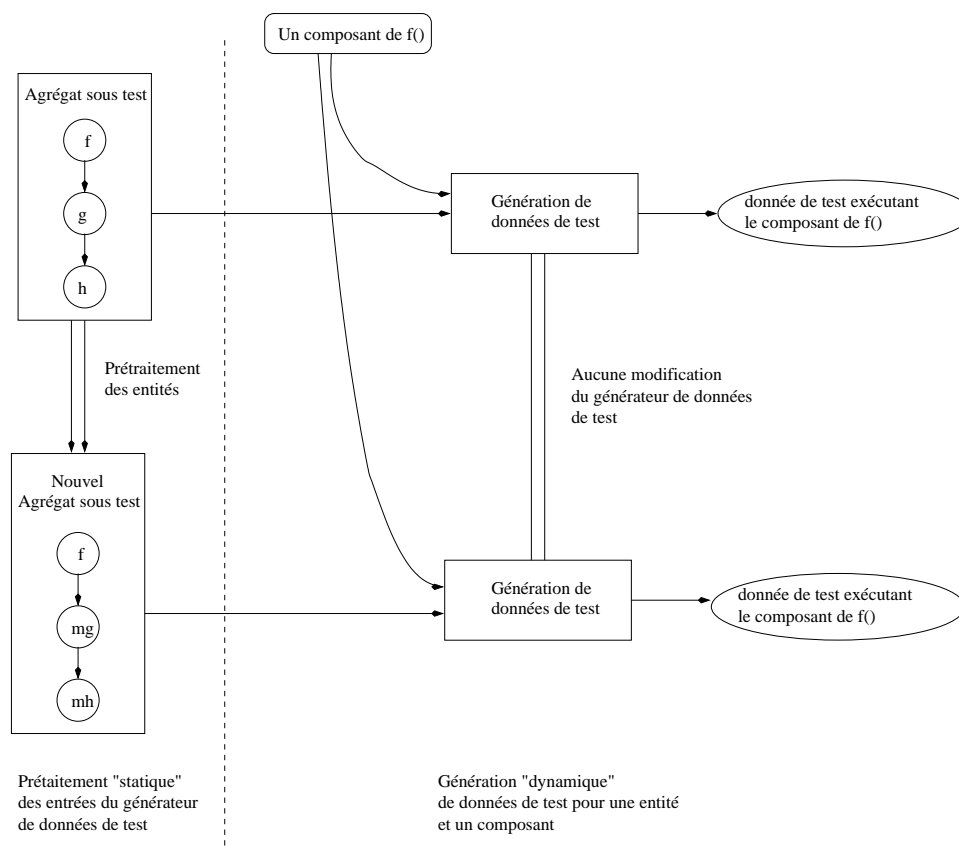 Un composant de f()
Agrégat sous test
f
g
h
Génération de
données de test
donnée de test exécutant
le composant de f()
Prétraitement
des entités
Aucune modification
du générateur de données
de test
Nouvel
Agrégat sous test
f
mg
mh
Génération de
données de test
donnée de test exécutant
le composant de f()
Prétaitement "statique"
des entrées du générateur
de données de test
Génération "dynamique"
de données de test pour une entité
et un composant